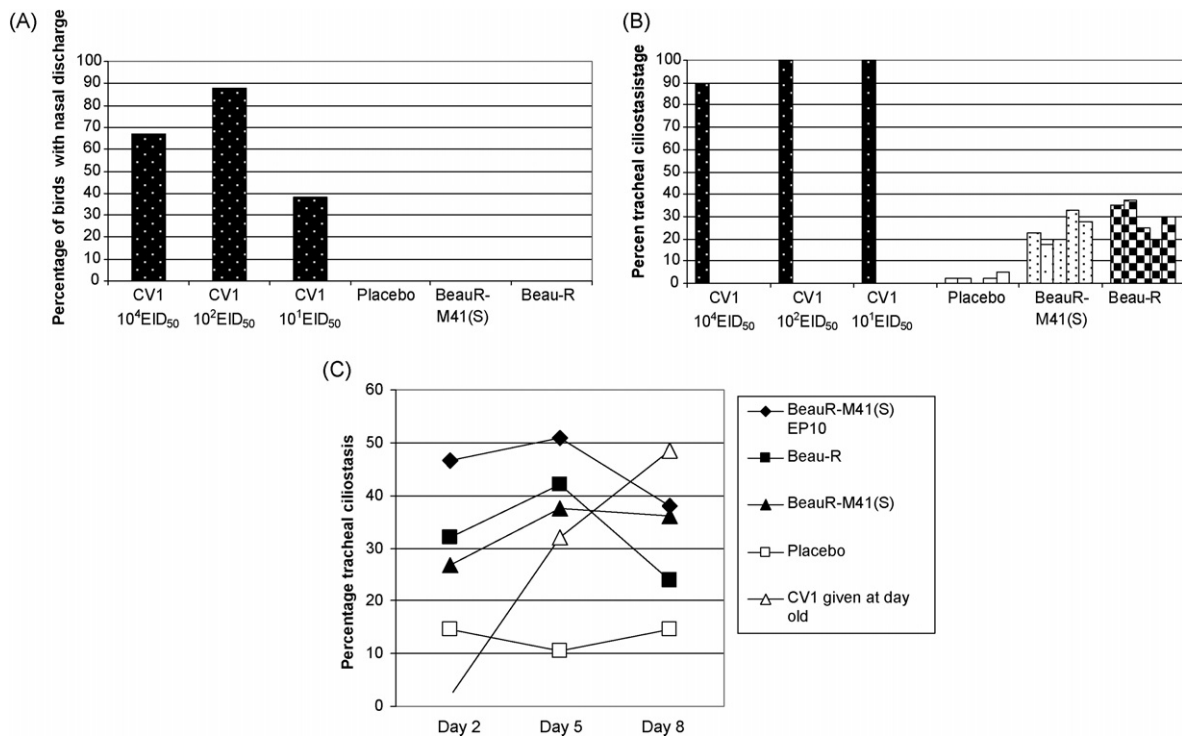 (A)
Percentage of birds with nasal discharge
100
90
80
70
60
50
40
30
20
10
0
CV1 10⁴EID₅₀
CV1 10²EID₅₀
CV1 10¹EID₅₀
Placebo
BeauR-M41(S)
Beau-R
(B)
Percen tracheal ciliostasistage
100
90
80
70
60
50
40
30
20
10
0
CV1 10⁴EID₅₀
CV1 10²EID₅₀
CV1 10¹EID₅₀
Placebo
BeauR-M41(S)
Beau-R
(C)
Percentage tracheal ciliostasis
60
50
40
30
20
10
0
Day 2 Day 5 Day 8
BeauR-M41(S)
EP10
Beau-R
BeauR-M41(S)
Placebo
CV1 given at day
old